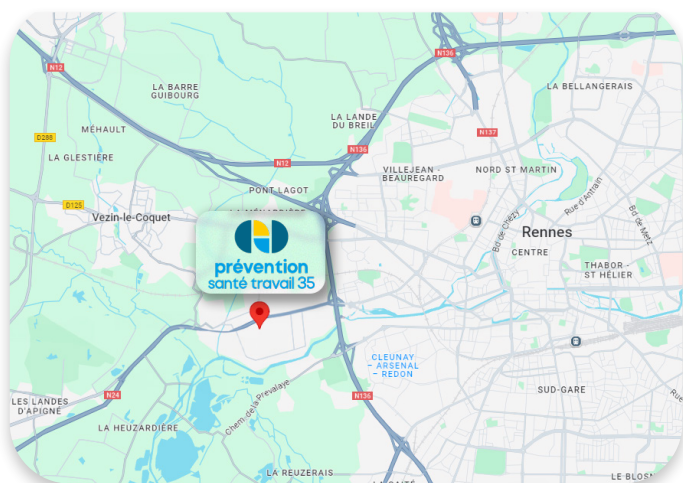 N136
N12
LA BARRE
GUIBOURG
LA BELLANGERAIS
LA LANDE
DU BREIL
MÉHAULT
N137
D288
N136
LA GLESTIÈRE
N12
VILLEJEAN -
BEAUREGARD
NORD ST MARTIN
PONT LAGOT
D125
Rue d'Antrain
Vezin-le-Coquet
Bd de Chézy
Bd de Metz
Rennes
CENTRE
prévention
santé travail 35
THABOR -
ST HÉLIER
CLEUNAY
- ARSENAL
- REDON
N24
N136
SUD-GARE
LES LANDES
D'APIGNÉ
Chem. de la Prévalaye
Rue
LA HEUZARDIÈRE
LA REUZERAIS